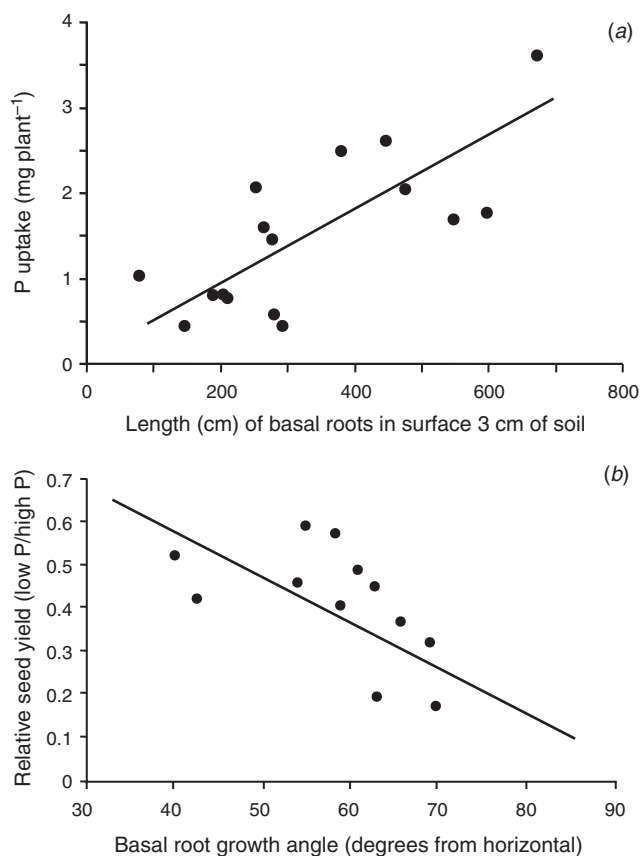 (a)
4
3
2
1
0
P uptake (mg plant⁻¹)
0 200 400 600 800
Length (cm) of basal roots in surface 3 cm of soil
(b)
0.7
0.6
0.5
0.4
0.3
0.2
0.1
0
Relative seed yield (low P/high P)
30 40 50 60 70 80 90
Basal root growth angle (degrees from horizontal)